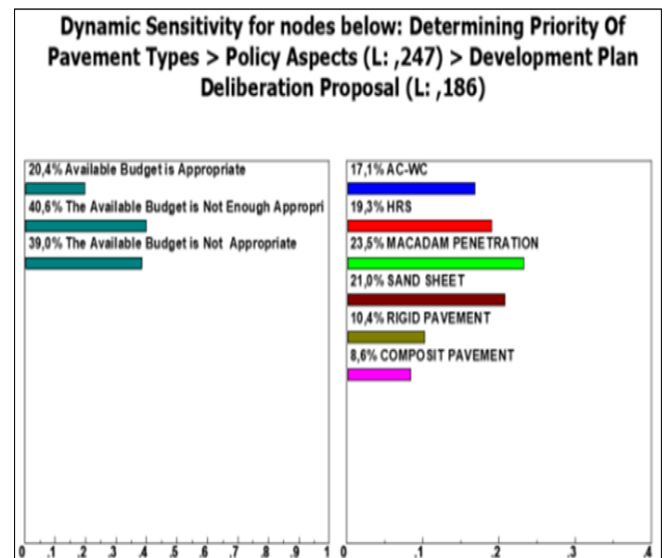 Dynamic Sensitivity for nodes below: Determining Priority Of
Pavement Types > Policy Aspects (L: ,247) > Development Plan
Deliberation Proposal (L: ,186)
20,4% Available Budget is Appropriate
40,6% The Available Budget is Not Enough Appropri
39,0% The Available Budget is Not Appropriate
0 .1 .2 .3 .4 .5 .6 .7 .8 .9 1
17,1% AC-WC
19,3% HRS
23,5% MACADAM PENETRATION
21,0% SAND SHEET
10,4% RIGID PAVEMENT
8,6% COMPOSIT PAVEMENT
0 .1 .2 .3 .4